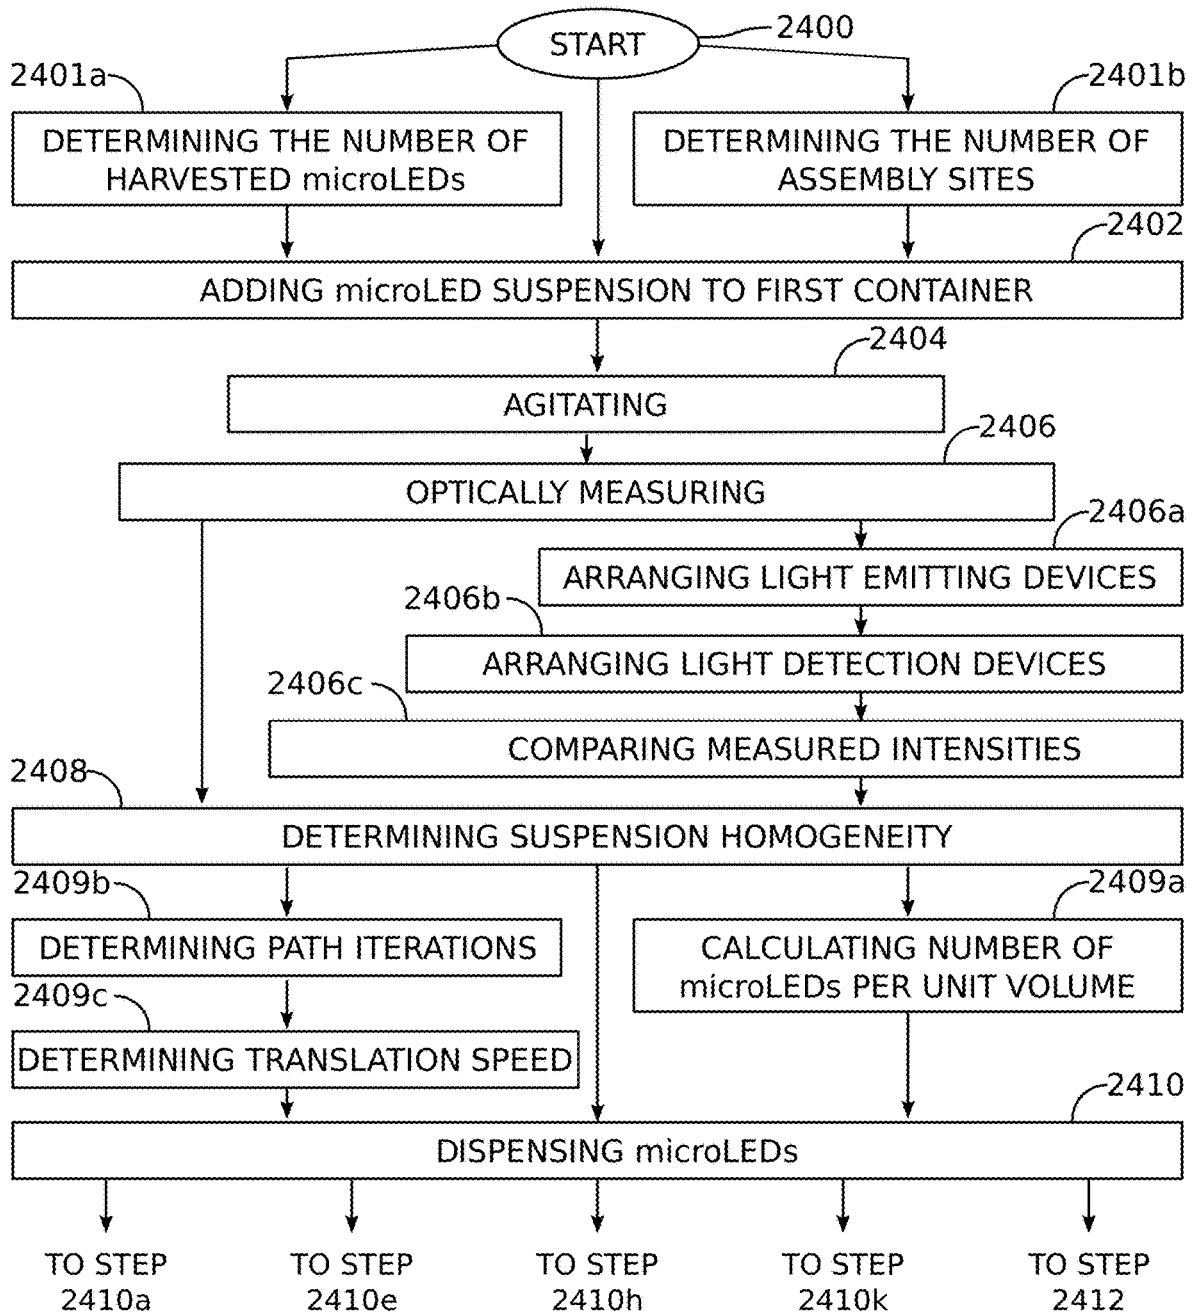 START
2400
2401a
2401b
DETERMINING THE NUMBER OF
HARVESTED microLEDs
DETERMINING THE NUMBER OF
ASSEMBLY SITES
2402
ADDING microLED SUSPENSION TO FIRST CONTAINER
2404
AGITATING
2406
OPTICALLY MEASURING
2406a
ARRANGING LIGHT EMITTING DEVICES
2406b
ARRANGING LIGHT DETECTION DEVICES
2406c
COMPARING MEASURED INTENSITIES
2408
DETERMINING SUSPENSION HOMOGENEITY
2409b
2409a
DETERMINING PATH ITERATIONS
CALCULATING NUMBER OF
microLEDs PER UNIT VOLUME
2409c
DETERMINING TRANSLATION SPEED
2410
DISPENSING microLEDs
TO STEP
2410a
TO STEP
2410e
TO STEP
2410h
TO STEP
2410k
TO STEP
2412